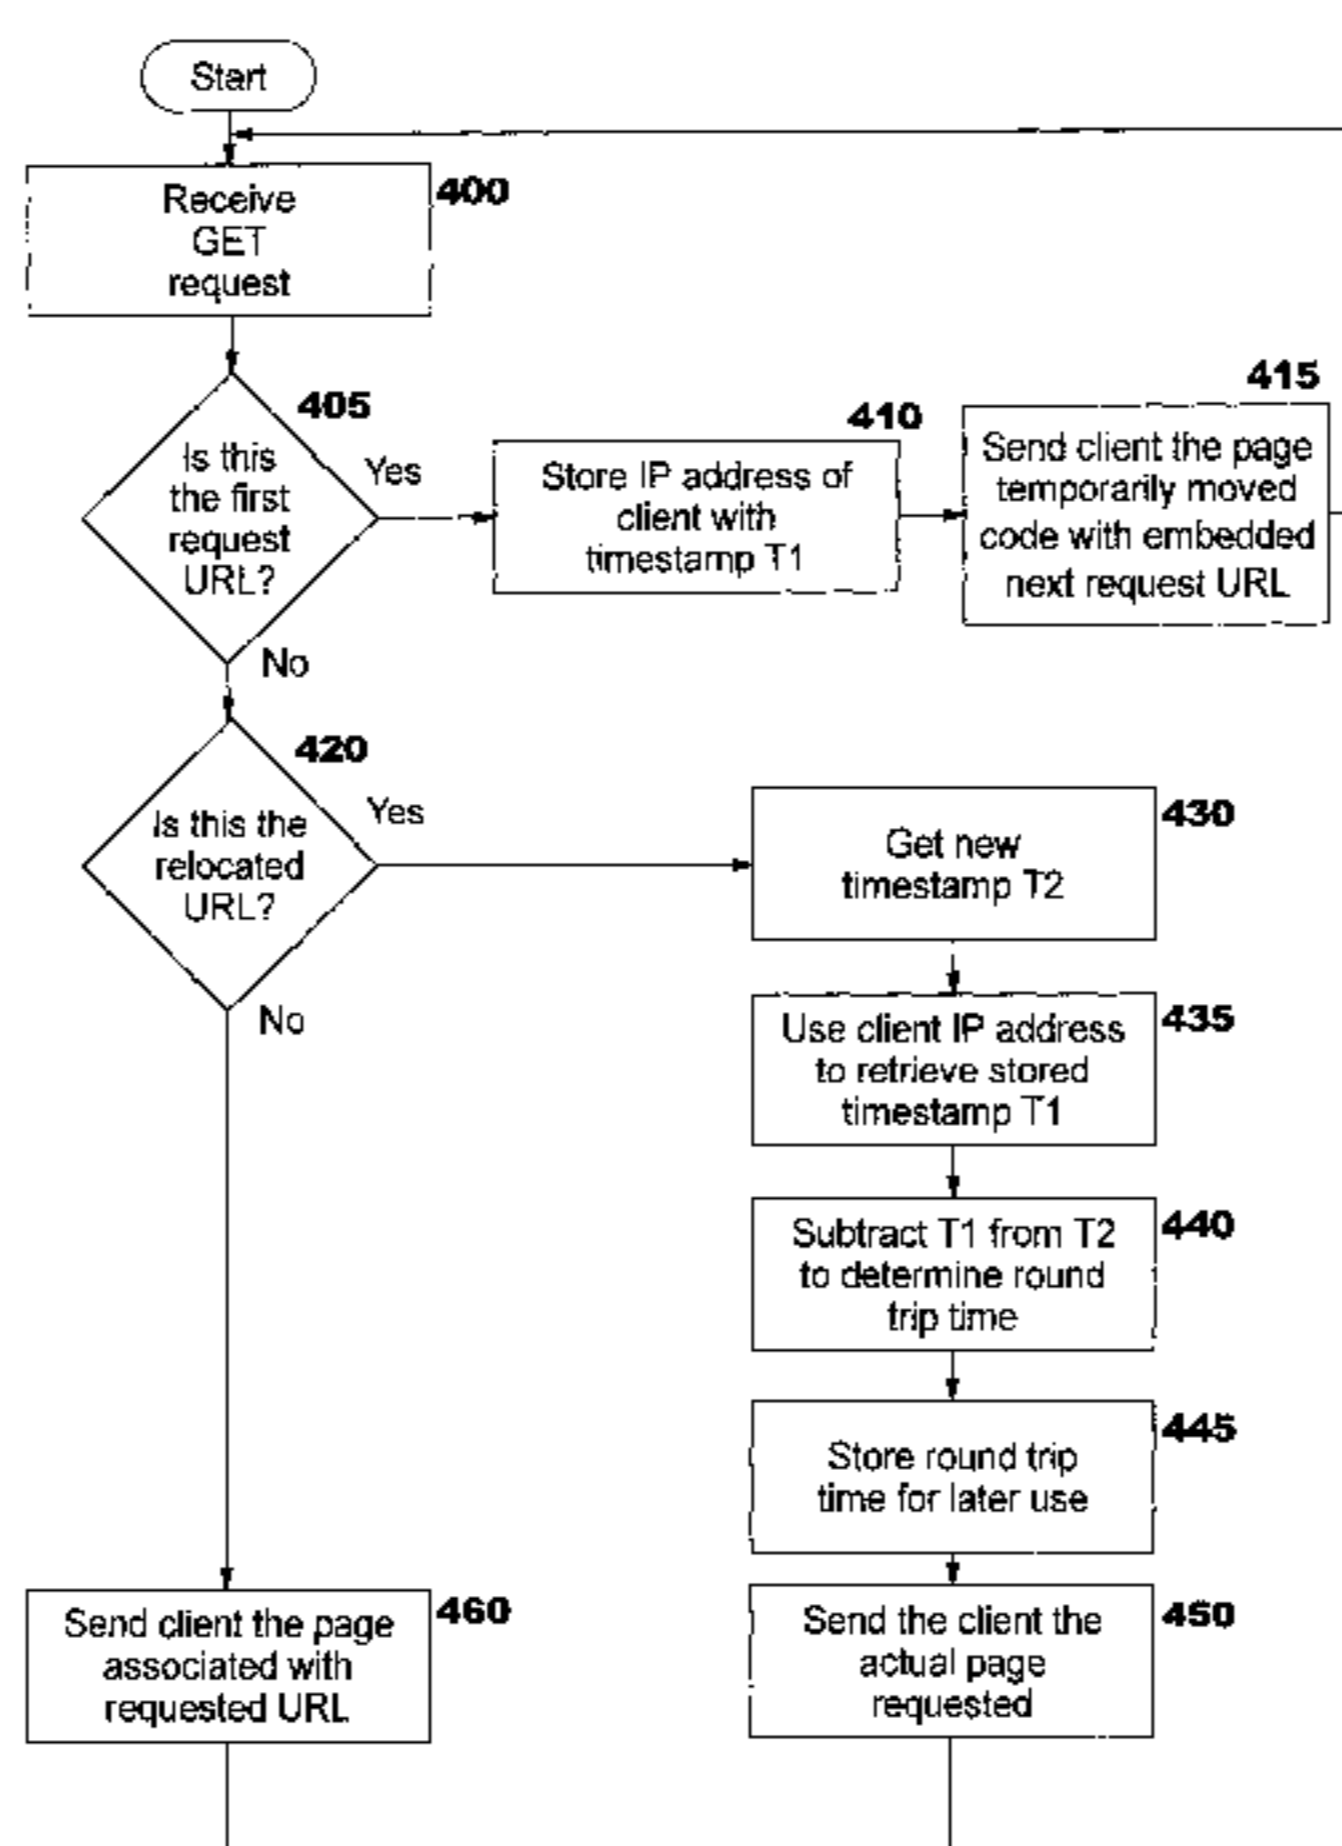 Start
Receive
GET
request
400
Is this
the first
request
URL?
405
Yes
No
Store IP address of
client with
timestamp T1
410
Send client the page
temporarily moved
code with embedded
next request URL
415
Is this the
relocated
URL?
420
Yes
No
Get new
timestamp T2
430
Use client IP address
to retrieve stored
timestamp T1
435
Subtract T1 from T2
to determine round
trip time
440
Store round trip
time for later use
445
Send client the page
associated with
requested URL
460
Send the client the
actual page
requested
450